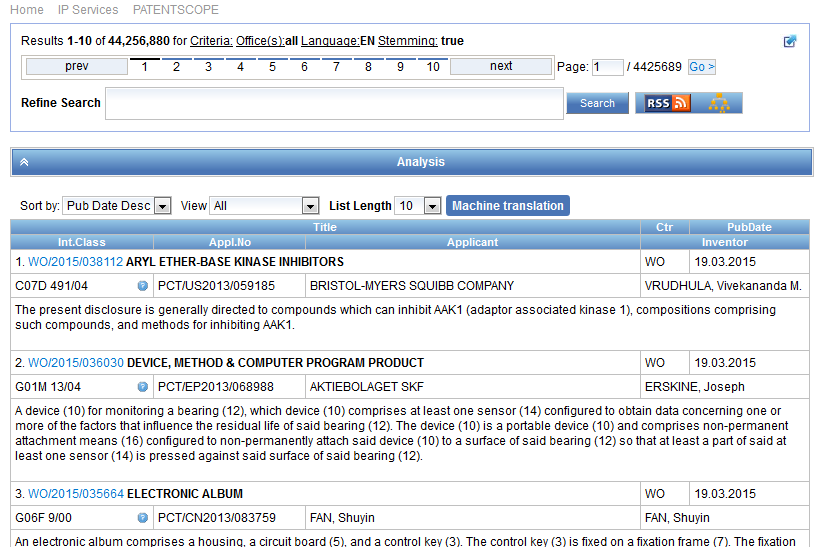 Home IP Services PATENTSCOPE
Results 1-10 of 44,256,880 for Criteria: Office(s):all Language:EN Stemming: true
prev 1 2 3 4 5 6 7 8 9 10 next Page: 1 / 4425689 Go >
Refine Search Search RSS
Analysis
Sort by: Pub Date Desc View All List Length 10 Machine translation
Title Ctr PubDate
Int.Class Appl.No Applicant Inventor
1. WO/2015/038112 ARYL ETHER-BASE KINASE INHIBITORS WO 19.03.2015
C07D 491/04 ? PCT/US2013/059185 BRISTOL-MYERS SQUIBB COMPANY VRUDHULA, Vivekananda M.
The present disclosure is generally directed to compounds which can inhibit AAK1 (adaptor associated kinase 1), compositions comprising
such compounds, and methods for inhibiting AAK1.
2. WO/2015/036030 DEVICE, METHOD & COMPUTER PROGRAM PRODUCT WO 19.03.2015
G01M 13/04 ? PCT/EP2013/068988 AKTIEBOLAGET SKF ERSKINE, Joseph
A device (10) for monitoring a bearing (12), which device (10) comprises at least one sensor (14) configured to obtain data concerning one or
more of the factors that influence the residual life of said bearing (12). The device (10) is a portable device (10) and comprises non-permanent
attachment means (16) configured to non-permanently attach said device (10) to a surface of said bearing (12) so that at least a part of said at
least one sensor (14) is pressed against said surface of said bearing (12).
3. WO/2015/035664 ELECTRONIC ALBUM WO 19.03.2015
G06F 9/00 ? PCT/CN2013/083759 FAN, Shuyin FAN, Shuyin
An electronic album comprises a housing, a circuit board (5), and a control key (3). The control key (3) is fixed on a fixation frame (7). The fixation